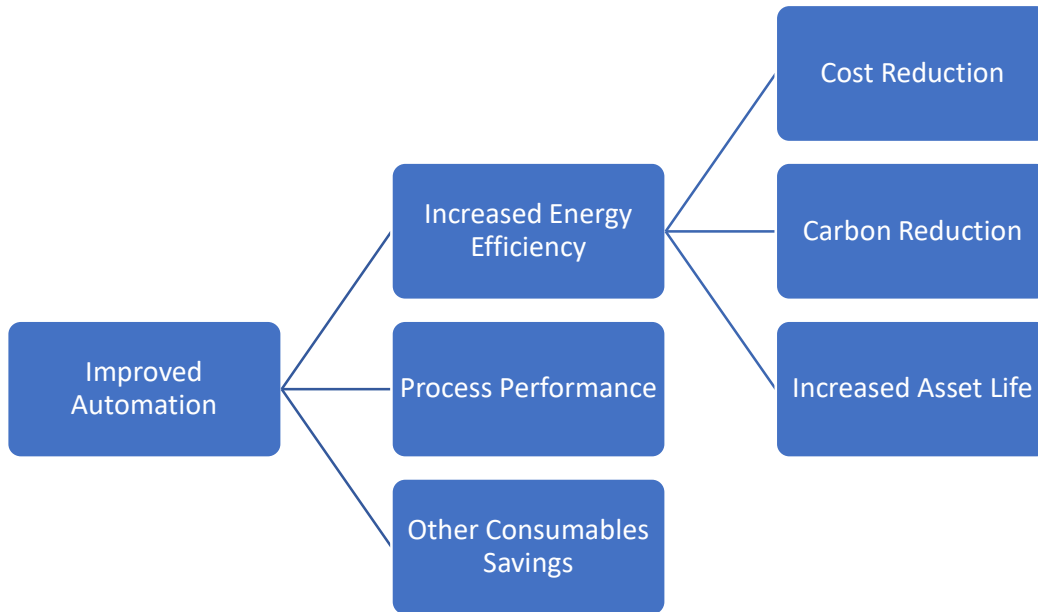 Improved
Automation
Increased Energy
Efficiency
Process Performance
Other Consumables
Savings
Cost Reduction
Carbon Reduction
Increased Asset Life